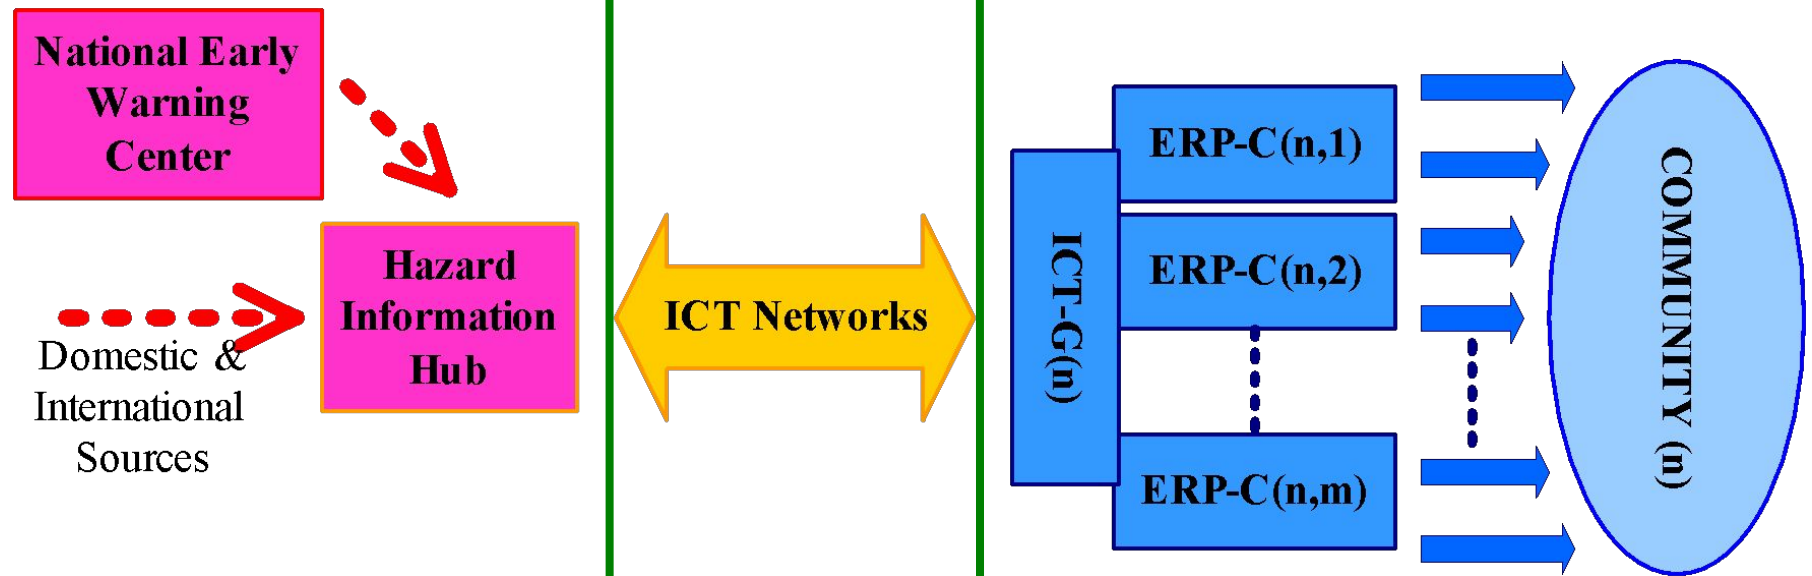 National Early
Warning
Center
Hazard
Information
Hub
Domestic &
International
Sources
ICT Networks
ICT-G(n)
ERP-C(n,1)
ERP-C(n,2)
ERP-C(n,m)
COMMUNITY (n)